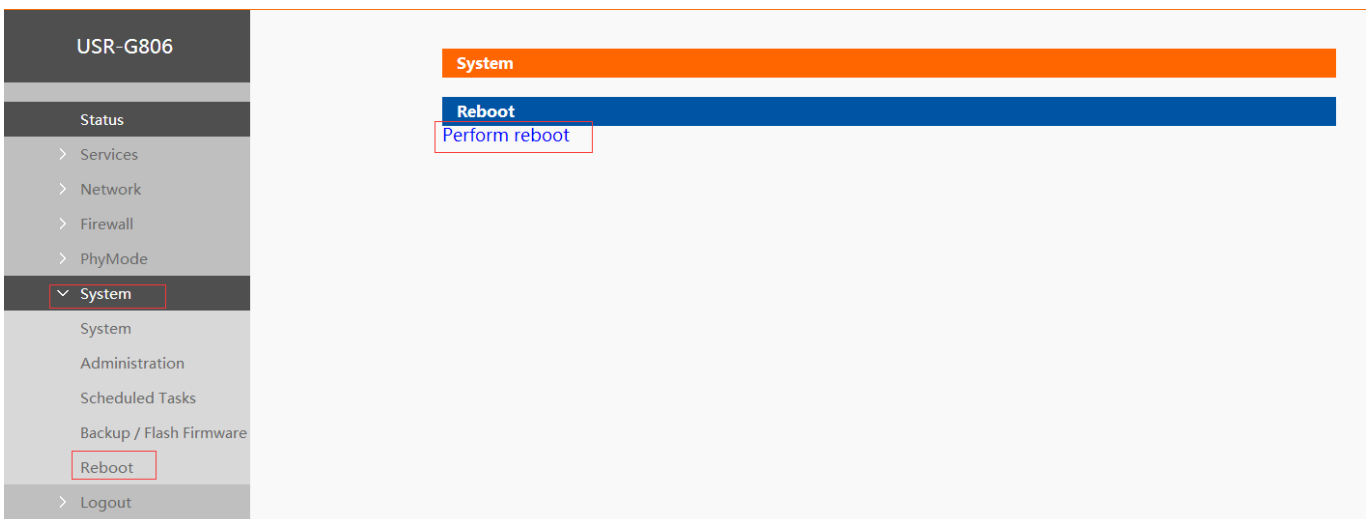 USR-G806
Status
Services
Network
Firewall
PhyMode
System
System
Administration
Scheduled Tasks
Backup / Flash Firmware
Reboot
Logout
System
Reboot
Perform reboot